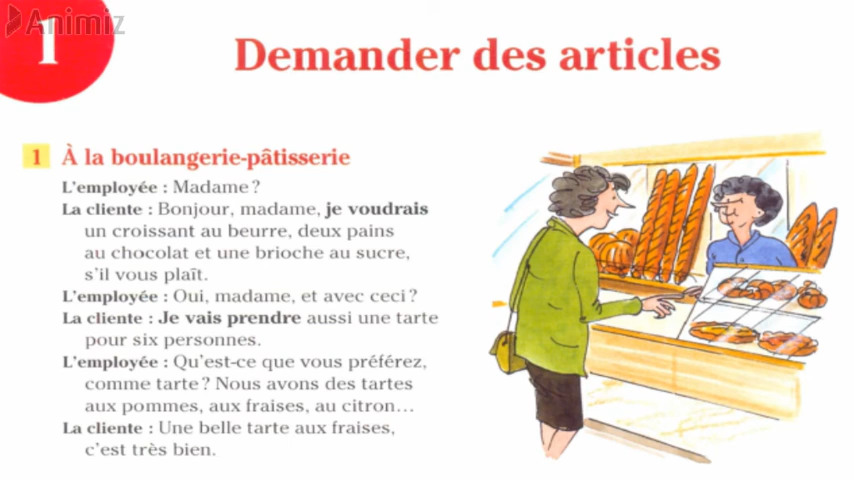 Animiz
1
Demander des articles
1 À la boulangerie-pâtisserie
L'employée : Madame ?
La cliente : Bonjour, madame, je voudrais
un croissant au beurre, deux pains
au chocolat et une brioche au sucre,
s'il vous plaît.
L'employée : Oui, madame, et avec ceci ?
La cliente : Je vais prendre aussi une tarte
pour six personnes.
L'employée : Qu'est-ce que vous préférez,
comme tarte ? Nous avons des tartes
aux pommes, aux fraises, au citron…
La cliente : Une belle tarte aux fraises,
c'est très bien.